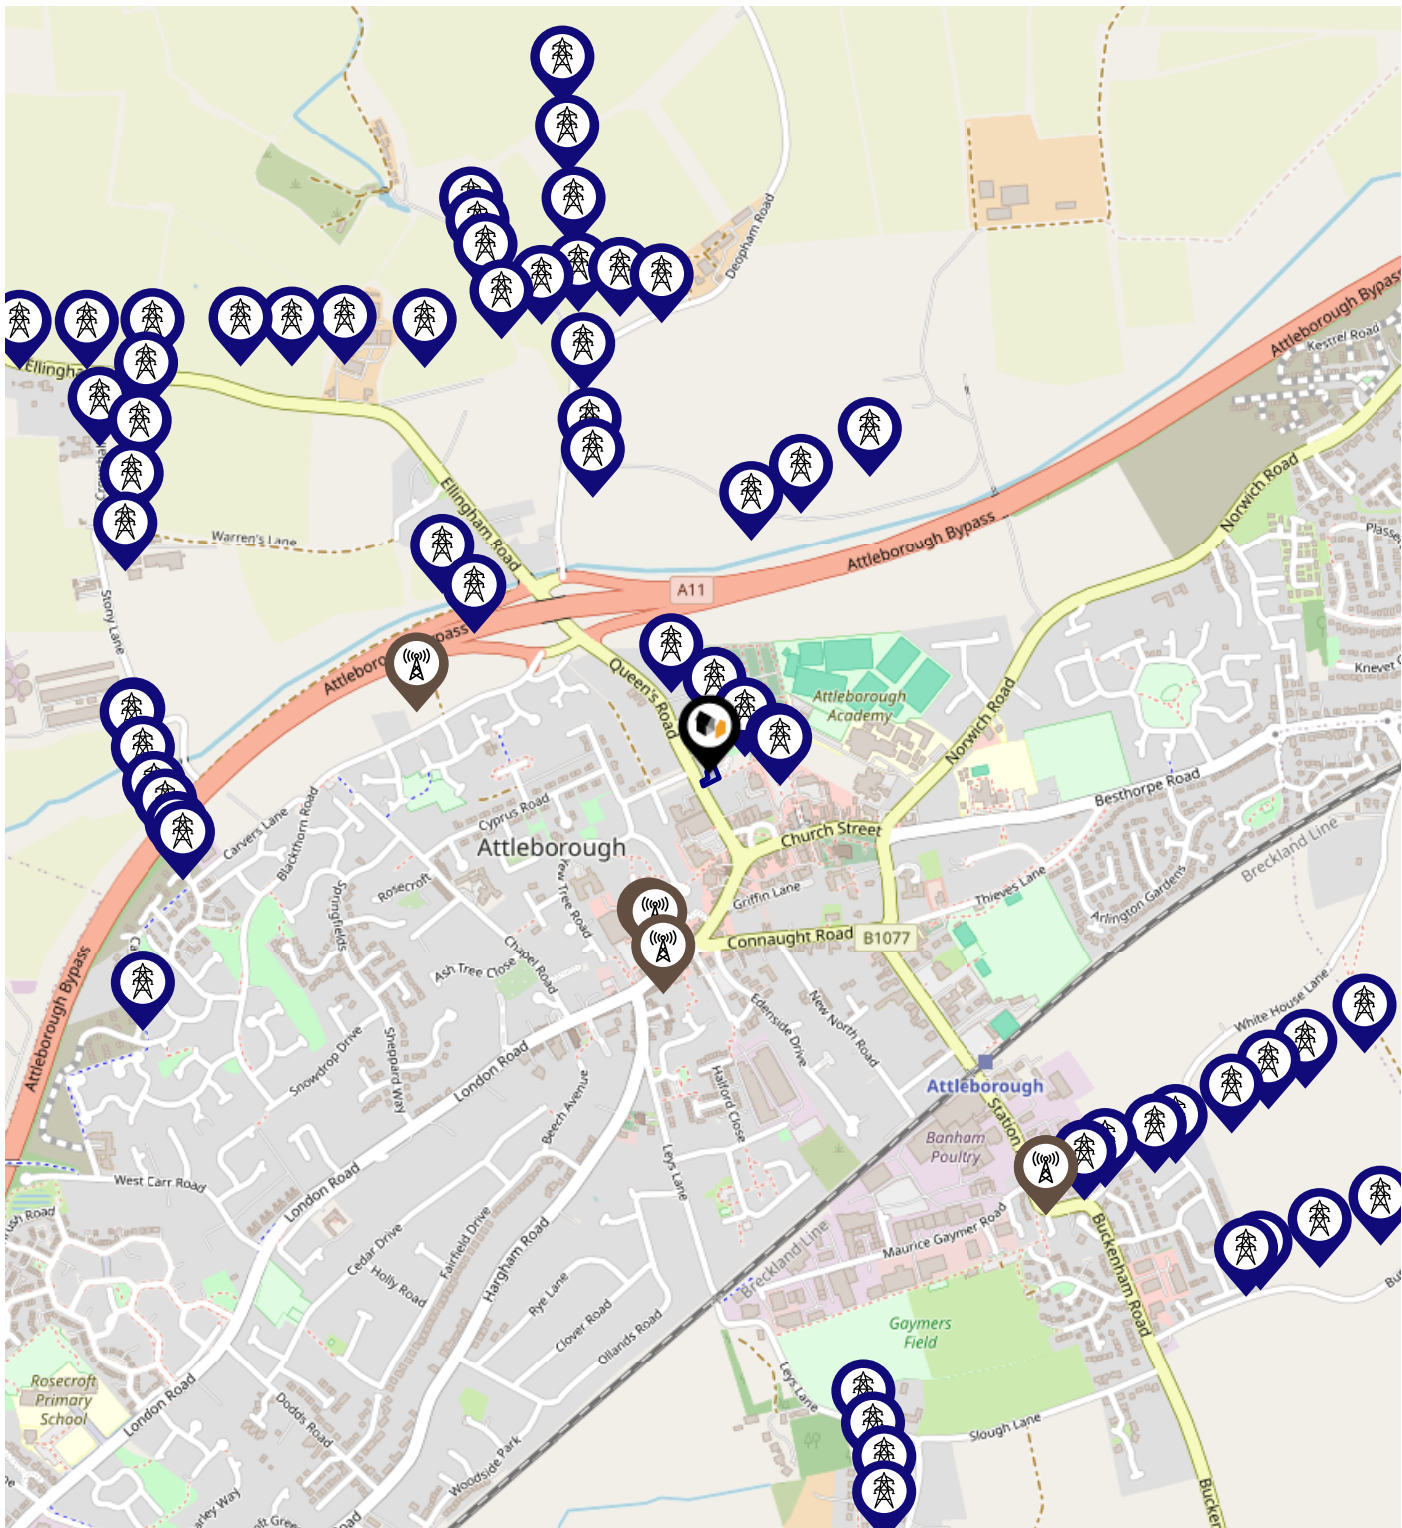 Deopham Road
Attleborough Bypass
Kestrel Road
Ellingham Road
Norwich Road
Warren's Lane
Attleborough Bypass
A11
Stony Lane
Queen's Road
Attleborough
Academy
Norwich Road
Besthorpe Road
Breckland Line
Cyprus Road
Church Street
Carvers Lane
Blackthorn Road
Attleborough
Rosecroft
Springfields
Yew Tree Road
Griffin Lane
Thieves Lane
Arlington Gardens
Connaught Road
B1077
Chapel Road
Ash Tree Close
Attleborough Bypass
White House Lane
Edenside Drive
New North Road
Snowdrop Drive
Sheppard Way
London Road
Attleborough
Station
Halford Close
Beech Avenue
Banham
Poultry
Leys Lane
West Carr Road
London Road
Cedar Drive
Holly Road
Fairfield Drive
Hargham Road
Rye Lane
Clover Road
Ollands Road
Breckland Line
Maurice Gaymer Road
Buckenham Road
Gaymers
Field
Rosecroft
Primary
School
London Road
Dodds Road
Leys Lane
Slough Lane
Woodside Park